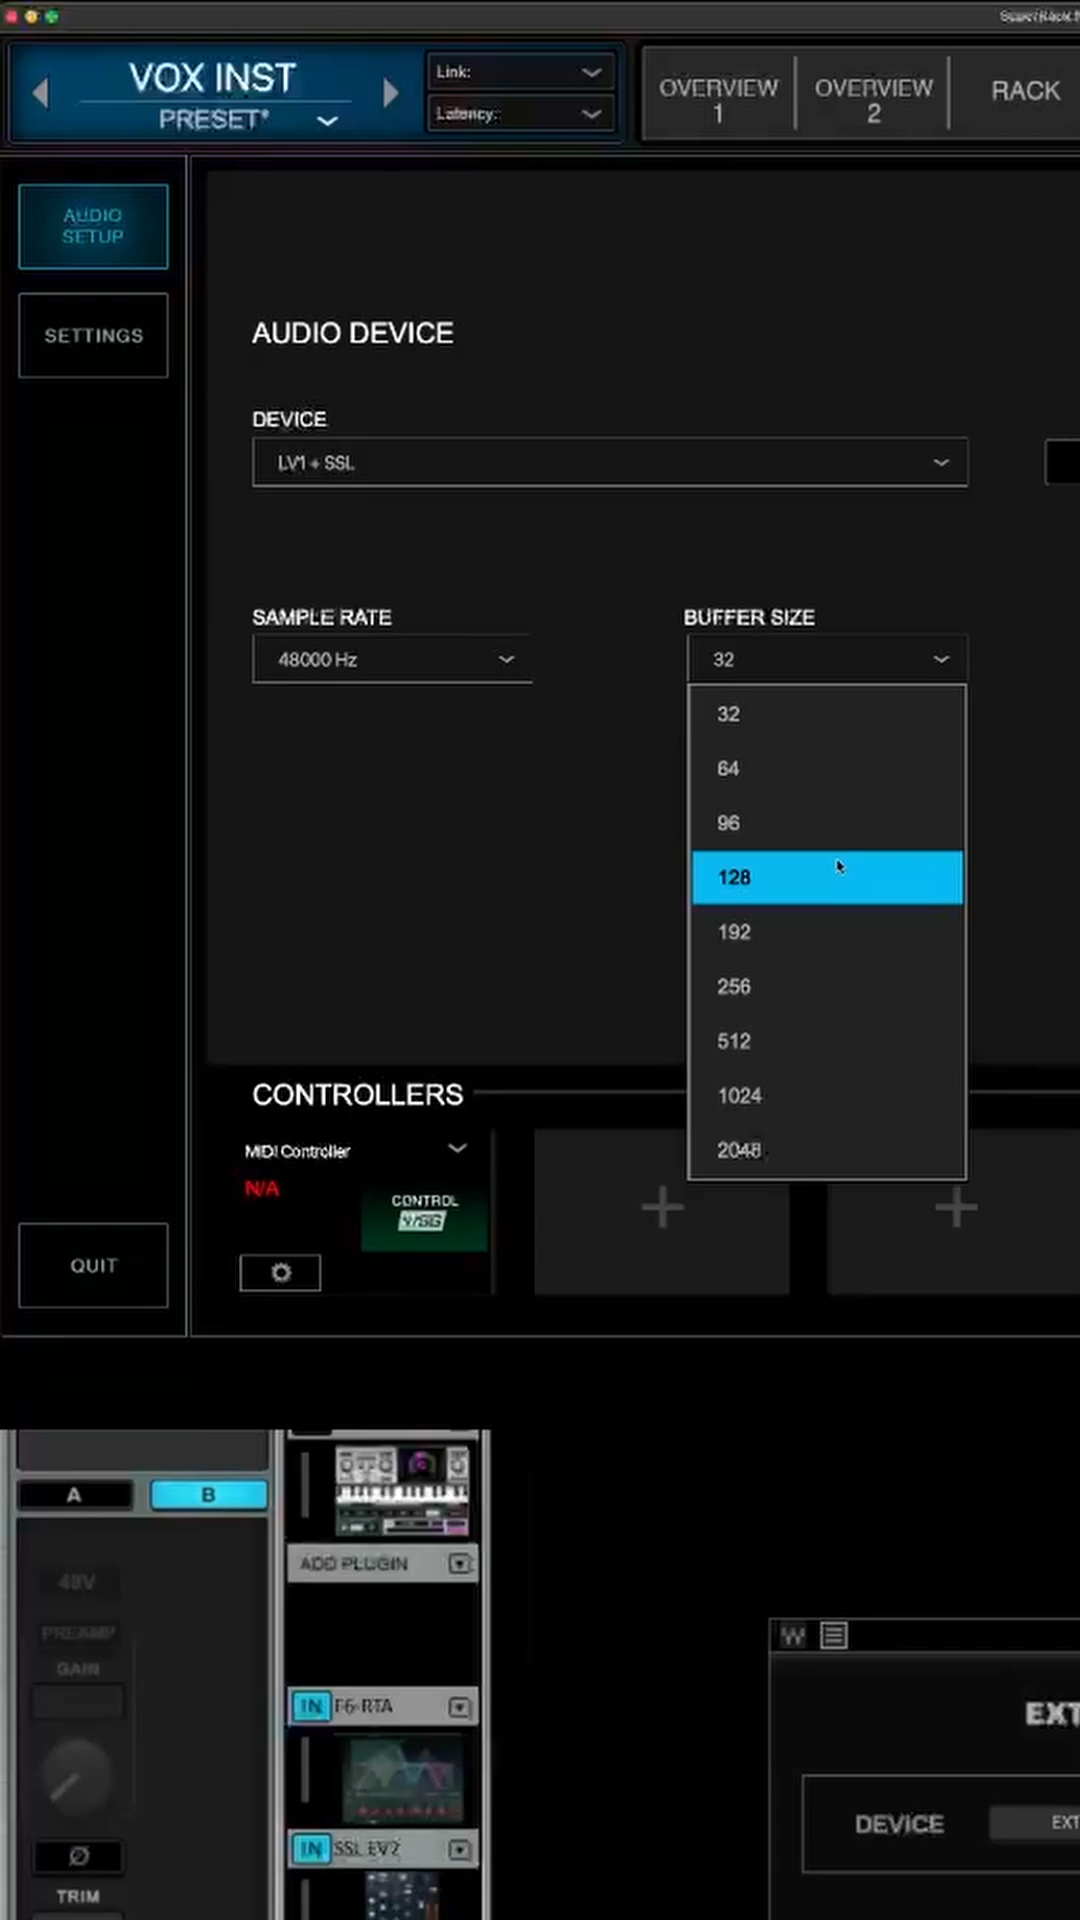 VOX INST
PRESET*
Link:
Latency:
OVERVIEW
1
OVERVIEW
2
RACK
AUDIO
SETUP
SETTINGS
AUDIO DEVICE
DEVICE
LV1 + SSL
SAMPLE RATE
48000 Hz
BUFFER SIZE
32
32
64
96
128
192
256
512
1024
2048
CONTROLLERS
MIDI Controller
N/A
CONTROL
QUIT
A
B
ADD PLUGIN
48V
PREAMP
GAIN
IN F6-RTA
IN SSL EV2
Ø
TRIM
W
EXT
DEVICE
EXT